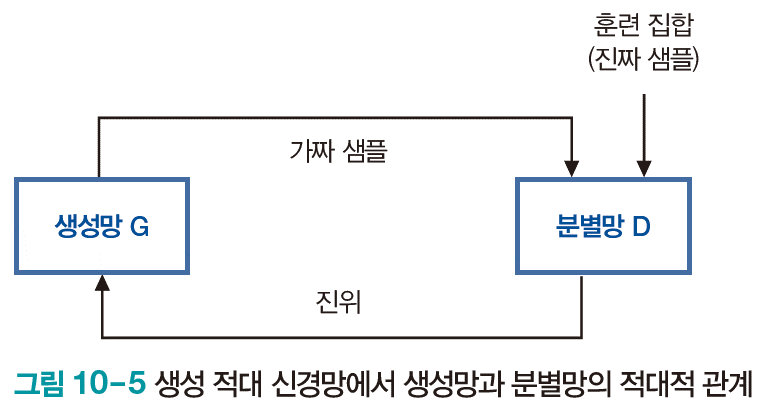 훈련 집합
(진짜 샘플)
가짜 샘플
생성망 G
분별망 D
진위
그림 10-5 생성 적대 신경망에서 생성망과 분별망의 적대적 관계